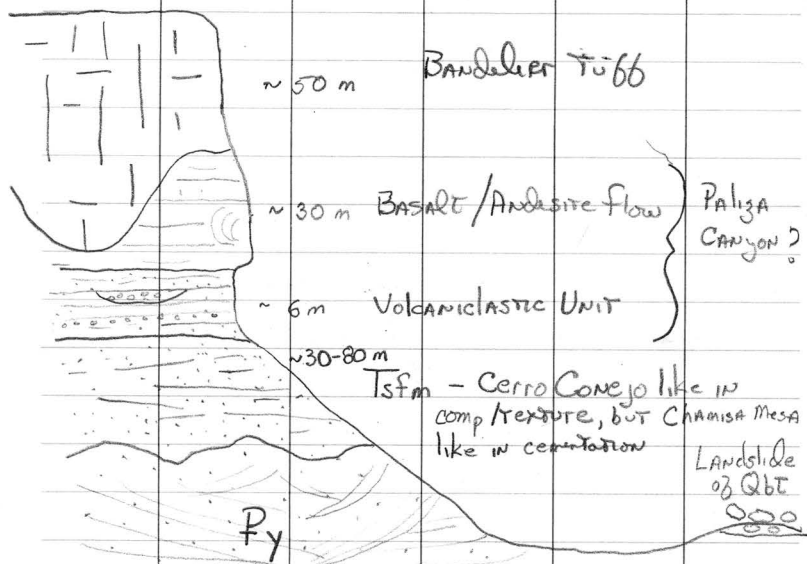 ~ 50 m BANDELIER TUFF
~ 30 m BASALT/ANDESITE flow
PALIZA
CANYON?
~ 6 m VOLCANICLASTIC UNIT
~30-80 m
Tsfm - CERRO CONEJO like IN
comp/TEXTURE, but CHAMISA MESA
like in cementation
LANDSLIDE
of Qbt
Py